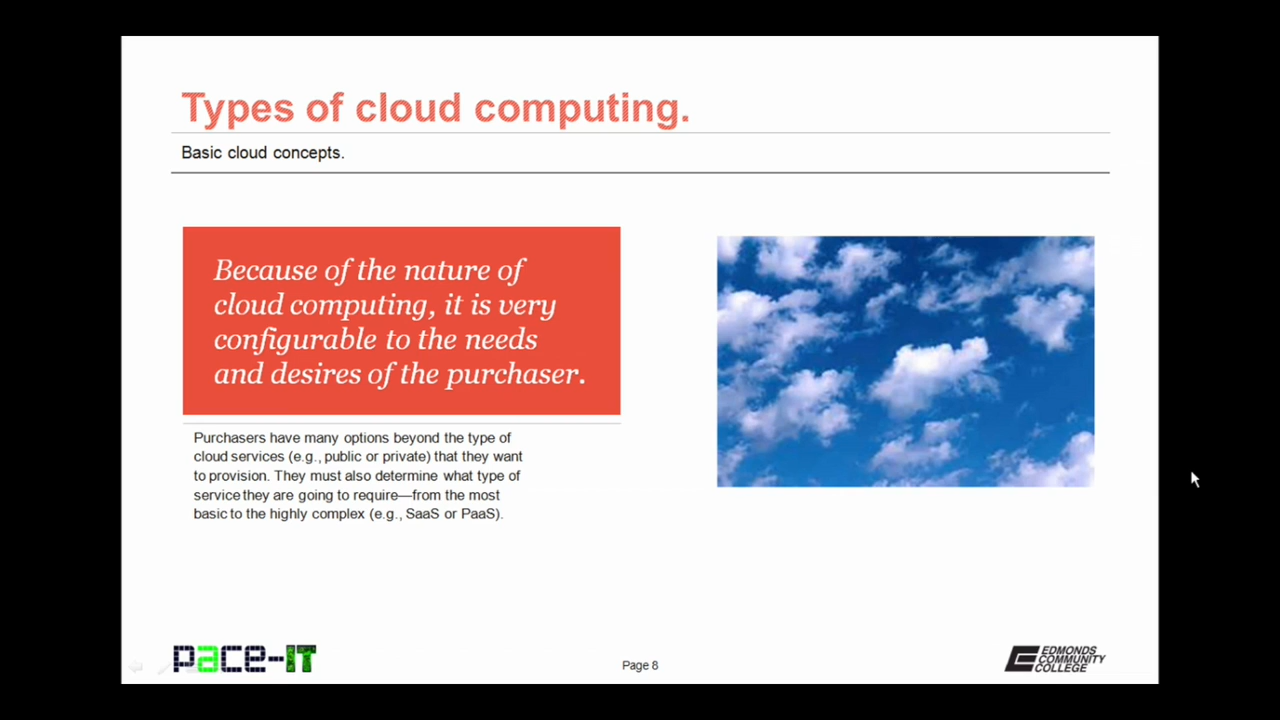 Types of cloud computing.
Basic cloud concepts.
Because of the nature of
cloud computing, it is very
configurable to the needs
and desires of the purchaser.
Purchasers have many options beyond the type of
cloud services (e.g., public or private) that they want
to provision. They must also determine what type of
service they are going to require—from the most
basic to the highly complex (e.g., SaaS or PaaS).
pace-IT
Page 8
EDMONDS
COMMUNITY
COLLEGE